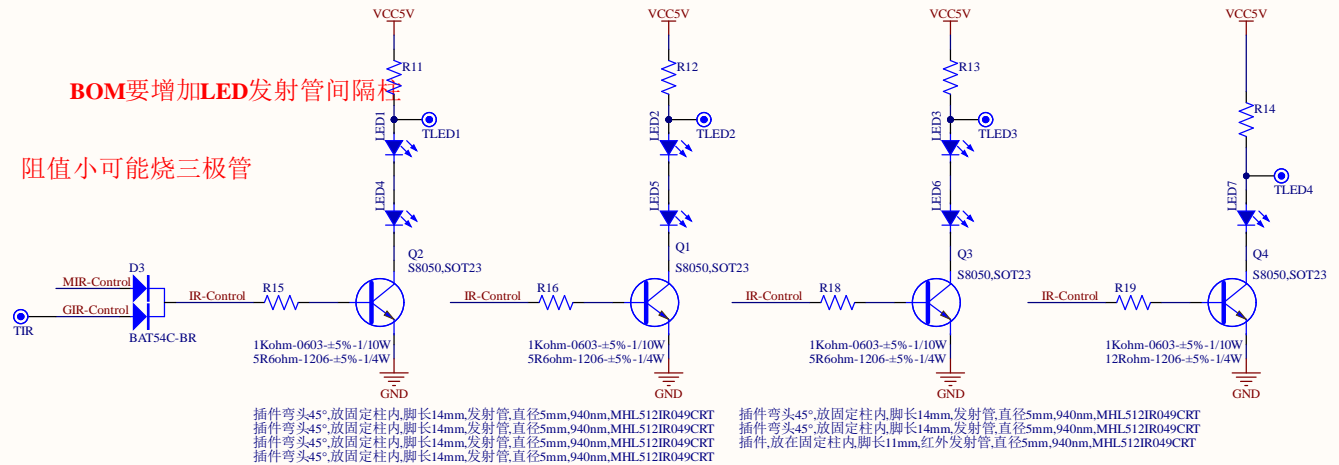 VCC5V
VCC5V
VCC5V
VCC5V
R11
R12
R13
R14
BOM要增加LED发射管间隔柱
LED1
TLED1
LED2
TLED2
LED3
TLED3
阻值小可能烧三极管
LED4
LED5
LED6
LED7
TLED4
Q2
S8050,SOT23
Q1
S8050,SOT23
Q3
S8050,SOT23
Q4
S8050,SOT23
D3
MIR-Control
GIR-Control
TIR
BAT54C-BR
IR-Control
R15
IR-Control
R16
IR-Control
R18
IR-Control
R19
1Kohm-0603-±5%-1/10W
5R6ohm-1206-±5%-1/4W
1Kohm-0603-±5%-1/10W
5R6ohm-1206-±5%-1/4W
1Kohm-0603-±5%-1/10W
5R6ohm-1206-±5%-1/4W
1Kohm-0603-±5%-1/10W
12Rohm-1206-±5%-1/4W
GND
GND
GND
GND
插件弯头45°,放固定柱内,脚长14mm,发射管,直径5mm,940nm,MHL512IR049CRT
插件弯头45°,放固定柱内,脚长14mm,发射管,直径5mm,940nm,MHL512IR049CRT
插件弯头45°,放固定柱内,脚长14mm,发射管,直径5mm,940nm,MHL512IR049CRT
插件弯头45°,放固定柱内,脚长14mm,发射管,直径5mm,940nm,MHL512IR049CRT
插件弯头45°,放固定柱内,脚长14mm,发射管,直径5mm,940nm,MHL512IR049CRT
插件弯头45°,放固定柱内,脚长14mm,发射管,直径5mm,940nm,MHL512IR049CRT
插件,放在固定柱内,脚长11mm,红外发射管,直径5mm,940nm,MHL512IR049CRT